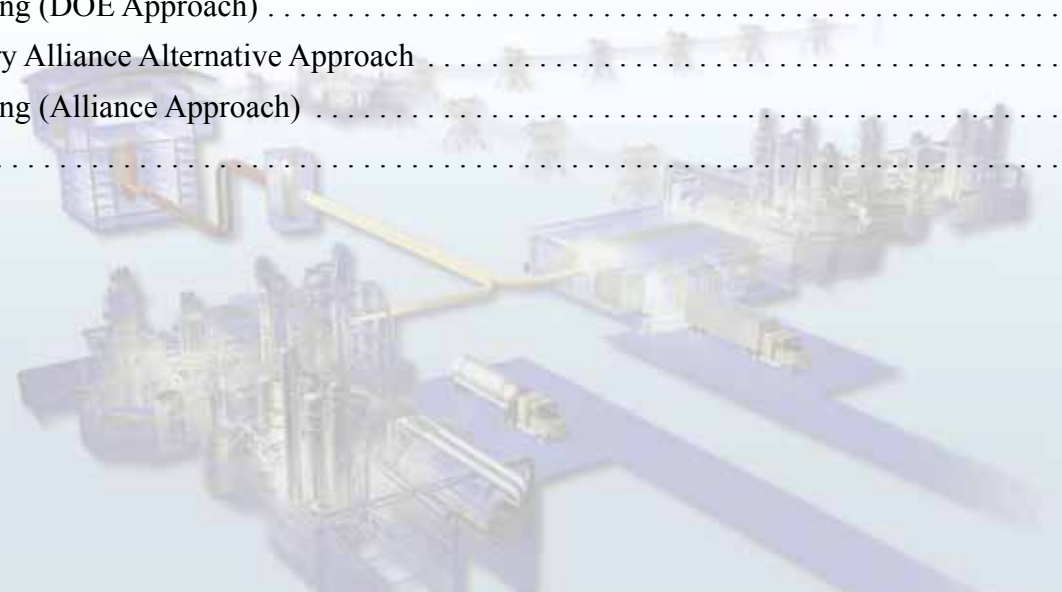 ng (DOE Approach) . . . . . . . . . . . . . . . . . . . . . . . . . . . . . . . . . . . . . . . . . . . . . . . . . . . .
y Alliance Alternative Approach . . . . . . . . . . . . . . . . . . . . . . . . . . . . . . . . . . . . . . . . . .
ng (Alliance Approach) . . . . . . . . . . . . . . . . . . . . . . . . . . . . . . . . . . . . . . . . . . . . . . . . .
. . . . . . . . . . . . . . . . . . . . . . . . . . . . . . . . . . . . . . . . . . . . . . . . . . . . . . . . . . . . . . . . . .